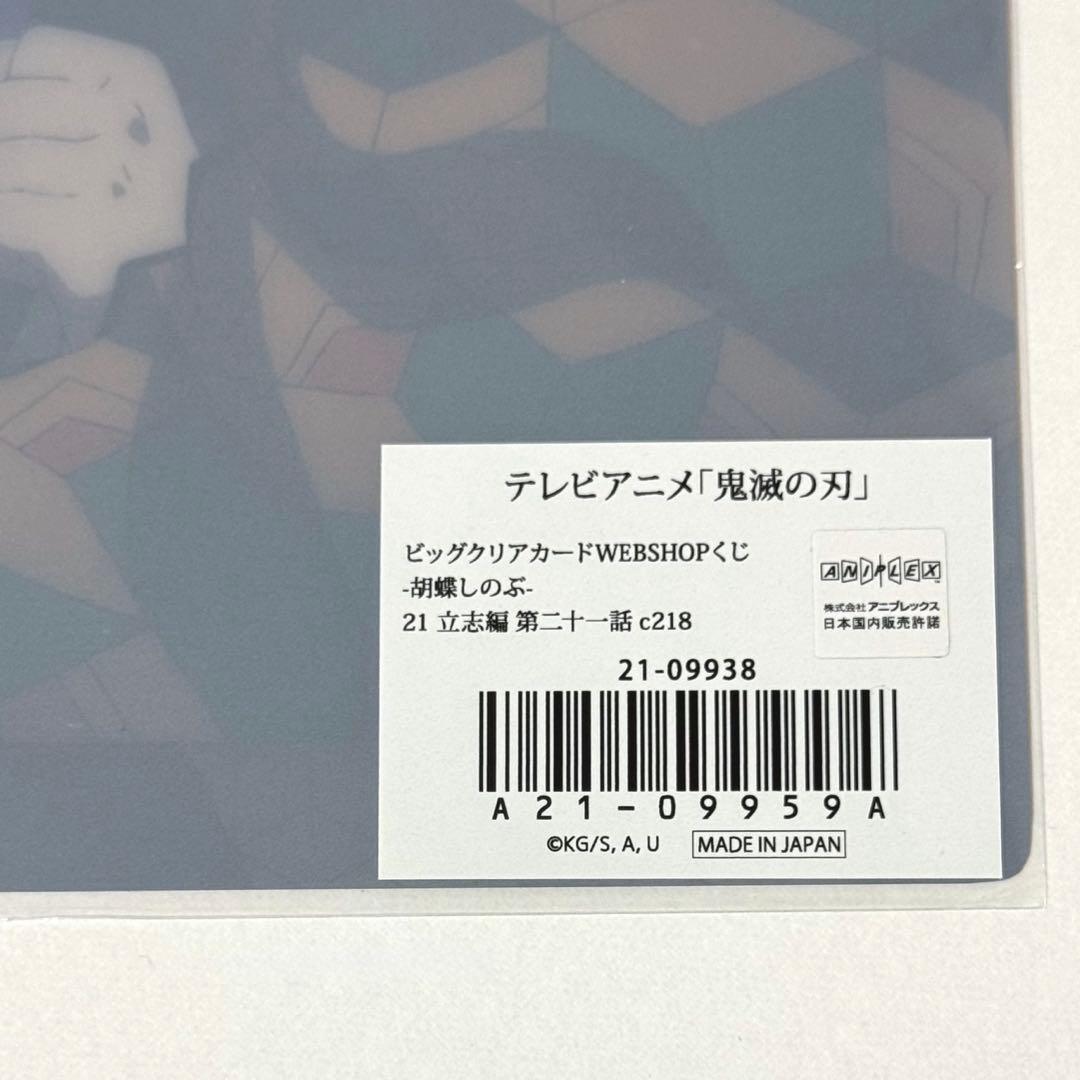 テレビアニメ「鬼滅の刃」
ビッグクリアカードWEBSHOPくじ
-胡蝶しのぶ-
21 立志編 第二十一話 c218
ANIPLEX
株式会社 アニプレックス
日本国内販売許諾
21-09938
A21-09959A
©KG/S, A, U
MADE IN JAPAN